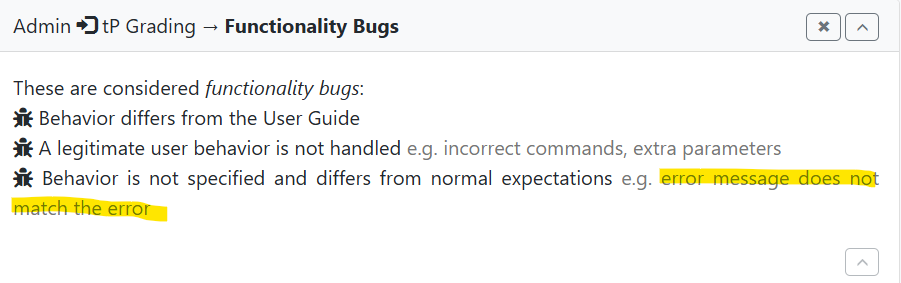 Admin tP Grading → Functionality Bugs
These are considered functionality bugs:
Behavior differs from the User Guide
A legitimate user behavior is not handled e.g. incorrect commands, extra parameters
Behavior is not specified and differs from normal expectations e.g. error message does not
match the error